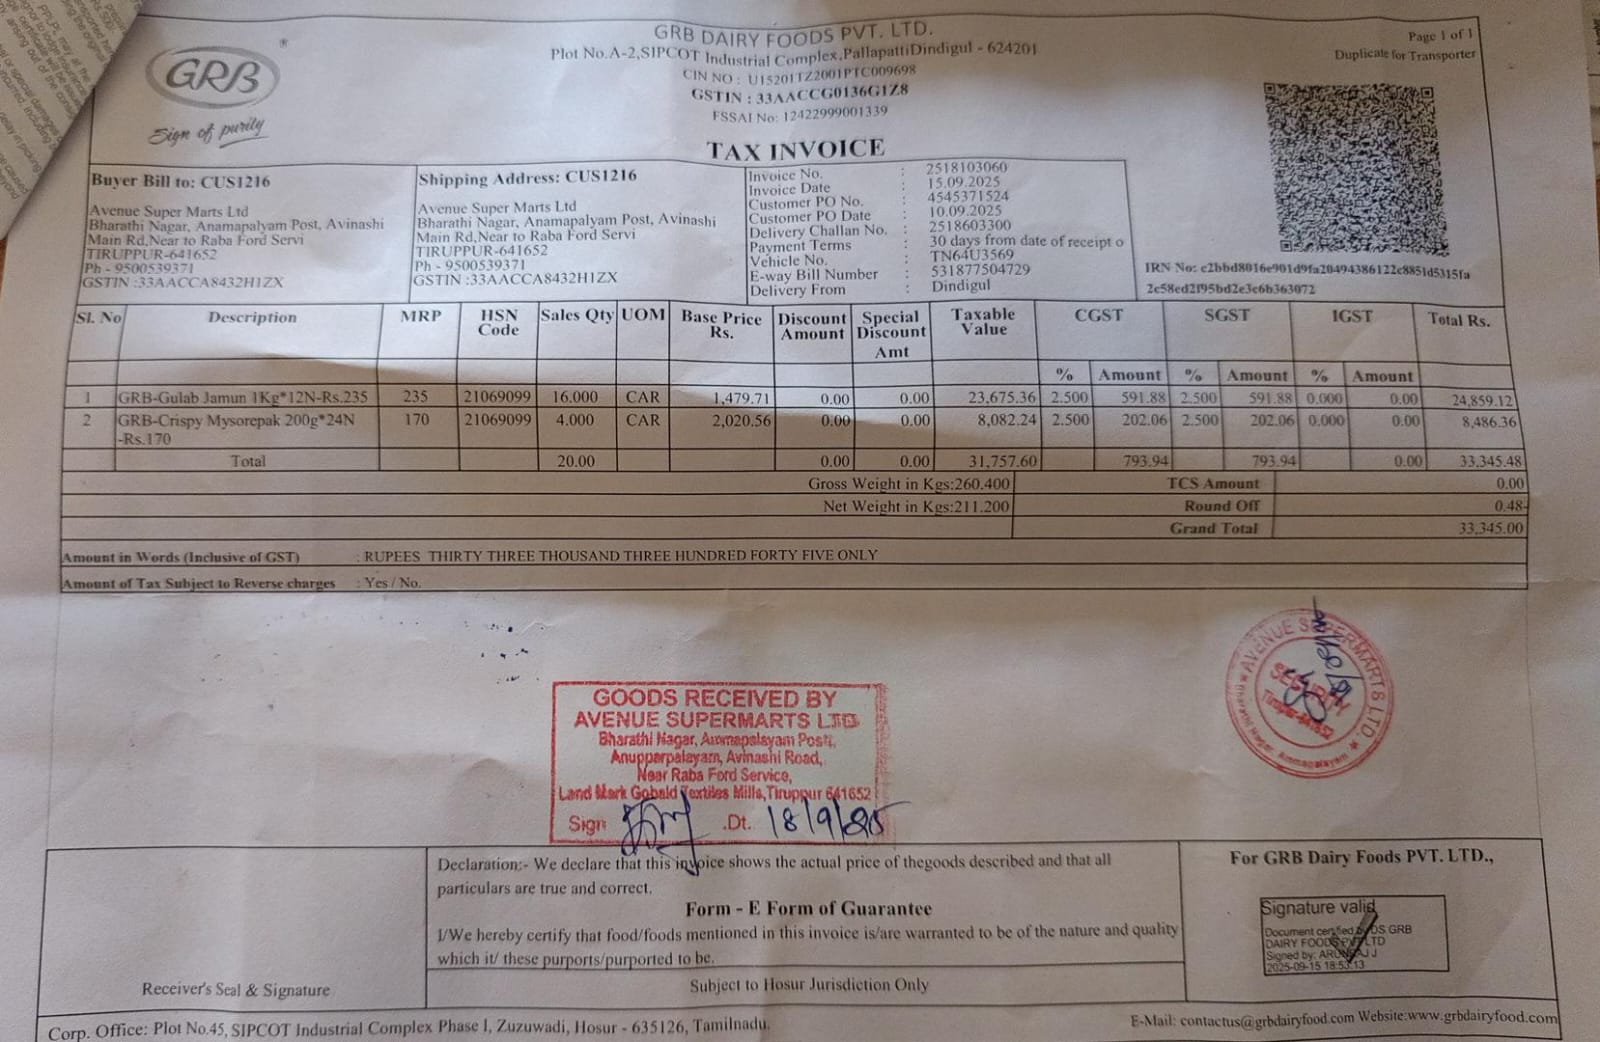 GRB DAIRY FOODS PVT. LTD.
Plot No.A-2,SIPCOT Industrial Complex,PallapattiDindigul - 624201
CIN NO : U15201TZ2001PTC009698
GSTIN : 33AACCG0136G1Z8
FSSAI No: 12422999001339
Page 1 of 1
Duplicate for Transporter
GRB
Sign of purity
TAX INVOICE
Buyer Bill to: CUS1216
Avenue Super Marts Ltd
Bharathi Nagar, Anamapalyam Post, Avinashi
Main Rd,Near to Raba Ford Servi
TIRUPPUR-641652
Ph - 9500539371
GSTIN :33AACCA8432H1ZX
Shipping Address: CUS1216
Avenue Super Marts Ltd
Bharathi Nagar, Anamapalyam Post, Avinashi
Main Rd,Near to Raba Ford Servi
TIRUPPUR-641652
Ph - 9500539371
GSTIN :33AACCA8432H1ZX
Invoice No. : 2518103060
Invoice Date : 15.09.2025
Customer PO No. : 4545371524
Customer PO Date : 10.09.2025
Delivery Challan No. : 2518603300
Payment Terms : 30 days from date of receipt o
Vehicle No. : TN64U3569
E-way Bill Number : 531877504729
Delivery From : Dindigul
IRN No: e2bbd8016e901d9fa20494386122c8851d5315fa
2c58ed2f95bd2e3e6b363072
Sl. No Description MRP HSN Code Sales Qty UOM Base Price Rs. Discount Amount Special Discount Amt Taxable Value CGST SGST IGST Total Rs.
% Amount % Amount % Amount
1 GRB-Gulab Jamun 1Kg*12N-Rs.235 235 21069099 16.000 CAR 1,479.71 0.00 0.00 23,675.36 2.500 591.88 2.500 591.88 0.000 0.00 24,859.12
2 GRB-Crispy Mysorepak 200g*24N 170 21069099 4.000 CAR 2,020.56 0.00 0.00 8,082.24 2.500 202.06 2.500 202.06 0.000 0.00 8,486.36
-Rs.170
Total 20.00 0.00 0.00 31,757.60 793.94 793.94 0.00 33,345.48
Gross Weight in Kgs:260.400 TCS Amount 0.00
Net Weight in Kgs:211.200 Round Off 0.48-
Grand Total 33,345.00
Amount in Words (Inclusive of GST) : RUPEES THIRTY THREE THOUSAND THREE HUNDRED FORTY FIVE ONLY
Amount of Tax Subject to Reverse charges : Yes / No.
AVENUE SUPERMARTS LTD.
SECURITY
Tirupur-641652
Bharathi Nagar, Ammapalayam
GOODS RECEIVED BY
AVENUE SUPERMARTS LTD
Bharathi Nagar, Ammapalayam Post,
Anupparpalayam, Avinashi Road,
Near Raba Ford Service,
Land Mark Gobald Textiles Mills,Tiruppur 641652
Sign .Dt. 18/9/25
Declaration:- We declare that this invoice shows the actual price of thegoods described and that all
particulars are true and correct.
Form - E Form of Guarantee
I/We hereby certify that food/foods mentioned in this invoice is/are warranted to be of the nature and quality
which it/ these purports/purported to be.
Subject to Hosur Jurisdiction Only
Receiver's Seal & Signature
For GRB Dairy Foods PVT. LTD.,
Signature valid
Document certified by DS GRB
DAIRY FOODS PVT LTD
Signed by: ARUNRAJ J
2025-09-15 18:53:13
Corp. Office: Plot No.45, SIPCOT Industrial Complex Phase I, Zuzuwadi, Hosur - 635126, Tamilnadu.
E-Mail: contactus@grbdairyfood.com Website:www.grbdairyfood.com